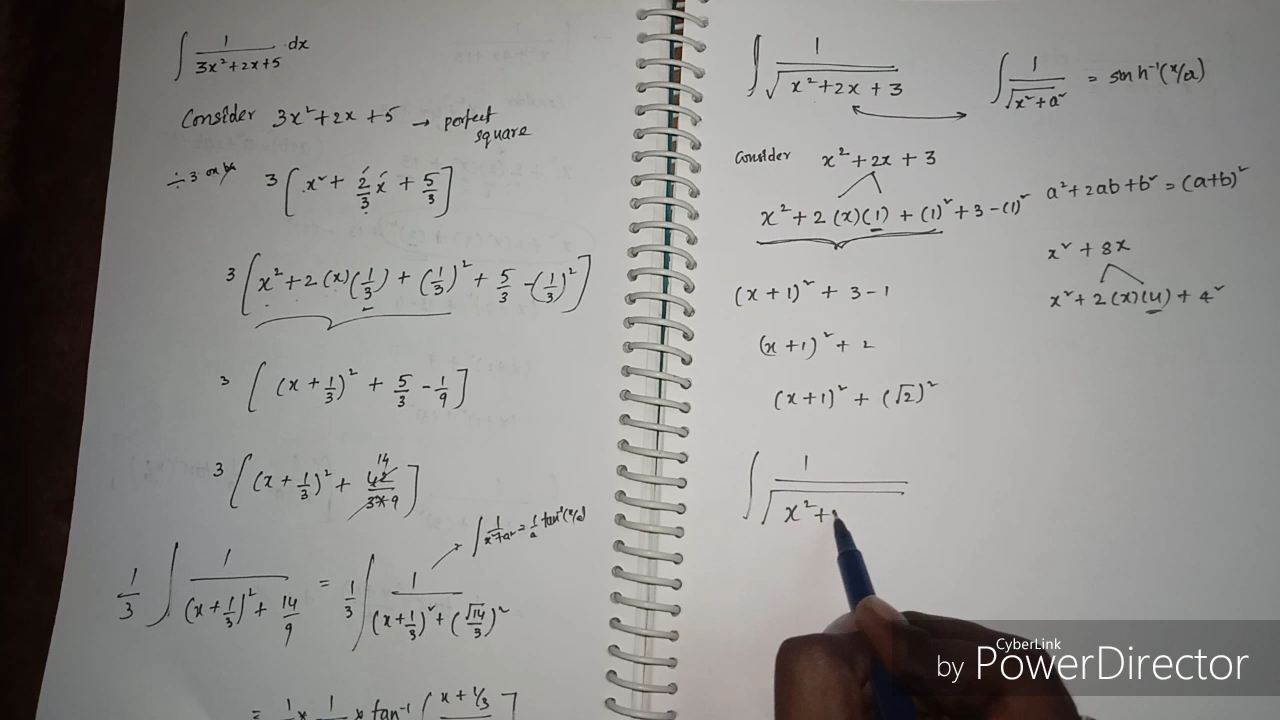 ∫ 1/(3x²+2x+5) dx
Consider 3x²+2x+5 → perfect square
÷3 on b/s 3[x²+ 2/3 x + 5/3]
3[x²+2(x)(1/3) + (1/3)² + 5/3 -(1/3)²]
3[(x+1/3)² + 5/3 - 1/9]
3[(x+1/3)² + 42/3×9] 14
∫ 1/(x²+a²) = 1/a tan⁻¹(x/a)
1/3 ∫ 1/((x+1/3)² + 14/9) = 1/3 ∫ 1/((x+1/3)² + (√14/3)²)
= 1/3 × 1 × tan⁻¹( x + 1/3
∫ 1/√(x²+2x+3)
∫ 1/√(x²+a²) = sinh⁻¹(x/a)
Consider x²+2x+3
x²+2(x)(1) + (1)² + 3 - (1)²
(x+1)² + 3-1
(x+1)² + 2
(x+1)² + (√2)²
∫ 1/√(x²+
a²+2ab+b² = (a+b)²
x² + 8x
x²+2(x)(4) + 4²
CyberLink
by PowerDirector